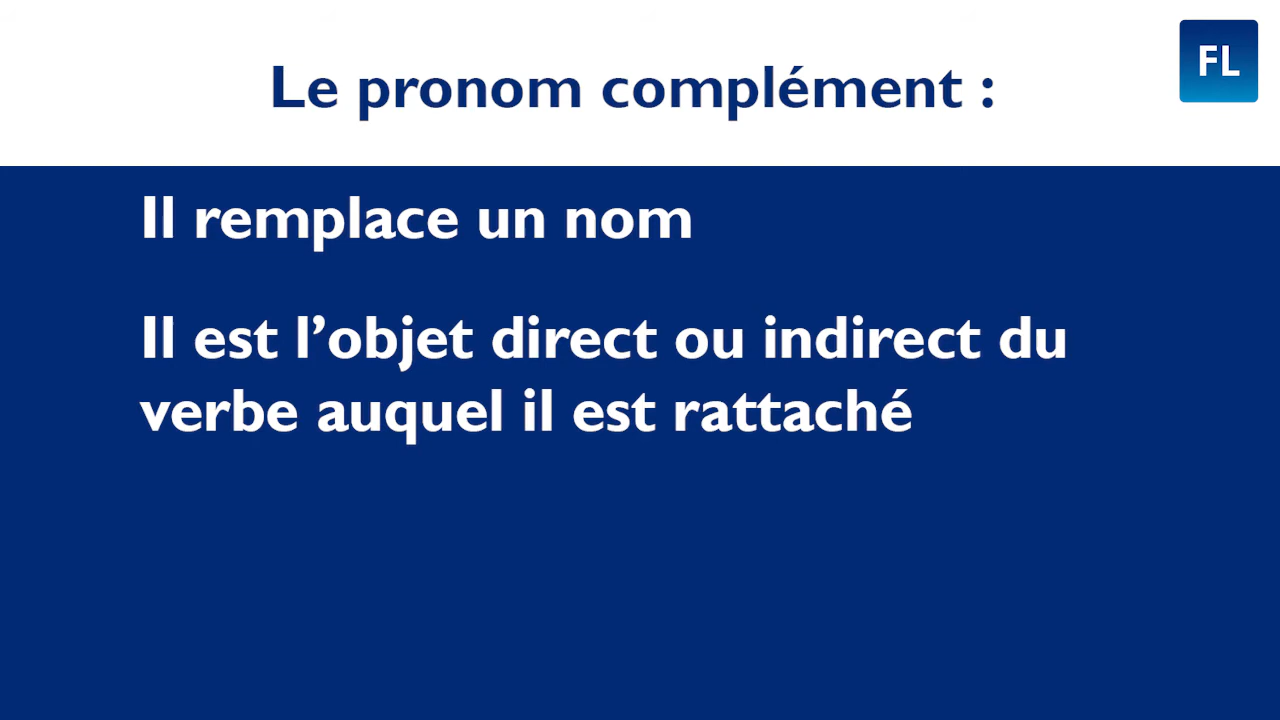 Le pronom complément :
FL
Il remplace un nom
Il est l’objet direct ou indirect du
verbe auquel il est rattaché